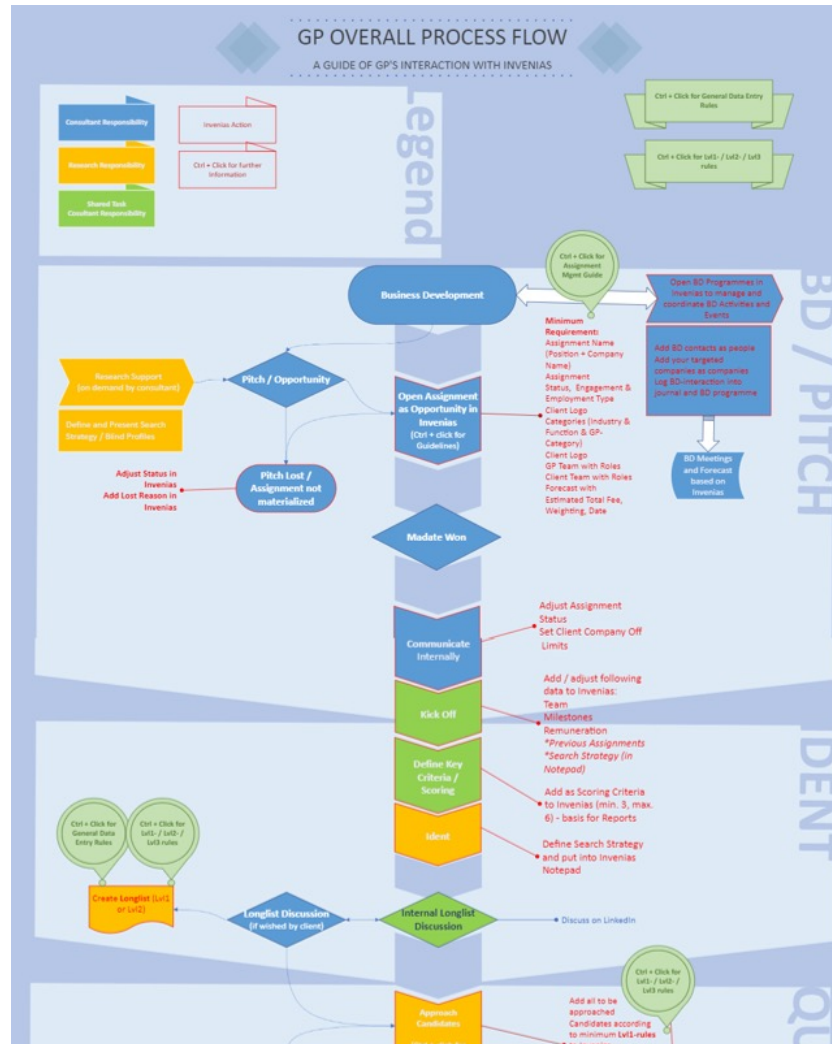 GP OVERALL PROCESS FLOW
A GUIDE OF GP'S INTERACTION WITH INVENIAS
Legend
Consultant Responsibility
Invenias Action
Research Responsibility
Ctrl + Click for Further
Information
Shared Task
Cosultant Responsibility
Ctrl + Click for General Data Entry
Rules
Ctrl + Click for Lvl1- / Lvl2- / Lvl3
rules
BD / PITCH
Business Development
Ctrl + Click for
Assignment
Mgmt Guide
Open BD Programmes in
Invenias to manage and
coordinate BD Activities and
Events
Add BD contacts as people
Add your targeted
companies as companies
Log BD-interaction into
journal and BD programme
BD Meetings
and Forecast
based on
Invenias
Research Support
(on demand by consultant)
Define and Present Search
Strategy / Blind Profiles
Pitch / Opportunity
Open Assignment
as Opportunity in
Invenias
(Ctrl + click for
Guidelines)
Minimum
Requirement:
Assignment Name
(Position + Company
Name)
Assignment
Status, Engagement &
Employment Type
Client Logo
Categories (Industry &
Function & GP-
Category)
Client Logo
GP Team with Roles
Client Team with Roles
Forecast with
Estimated Total Fee,
Weighting, Date
Adjust Status in
Invenias
Add Lost Reason in
Invenias
Pitch Lost /
Assignment not
materialized
Madate Won
Communicate
Internally
Adjust Assignment
Status
Set Client Company Off
Limits
Kick Off
Add / adjust following
data to Invenias:
Team
Milestones
Remuneration
*Previous Assignments
*Search Strategy (in
Notepad)
IDENT
Define Key
Criteria /
Scoring
Add as Scoring Criteria
to Invenias (min. 3, max.
6) - basis for Reports
Ident
Define Search Strategy
and put into Invenias
Notepad
Ctrl + Click for
General Data
Entry Rules
Ctrl + Click for
Lvl1- / Lvl2- /
Lvl3 rules
Create Longlist (Lvl1
or Lvl2)
Longlist Discussion
(if wished by client)
Internal Longlist
Discussion
Discuss on LinkedIn
Ctrl + Click for
Lvl1- / Lvl2- /
Lvl3 rules
Approach
Candidates
Add all to be
approached
Candidates according
to minimum Lvl1-rules